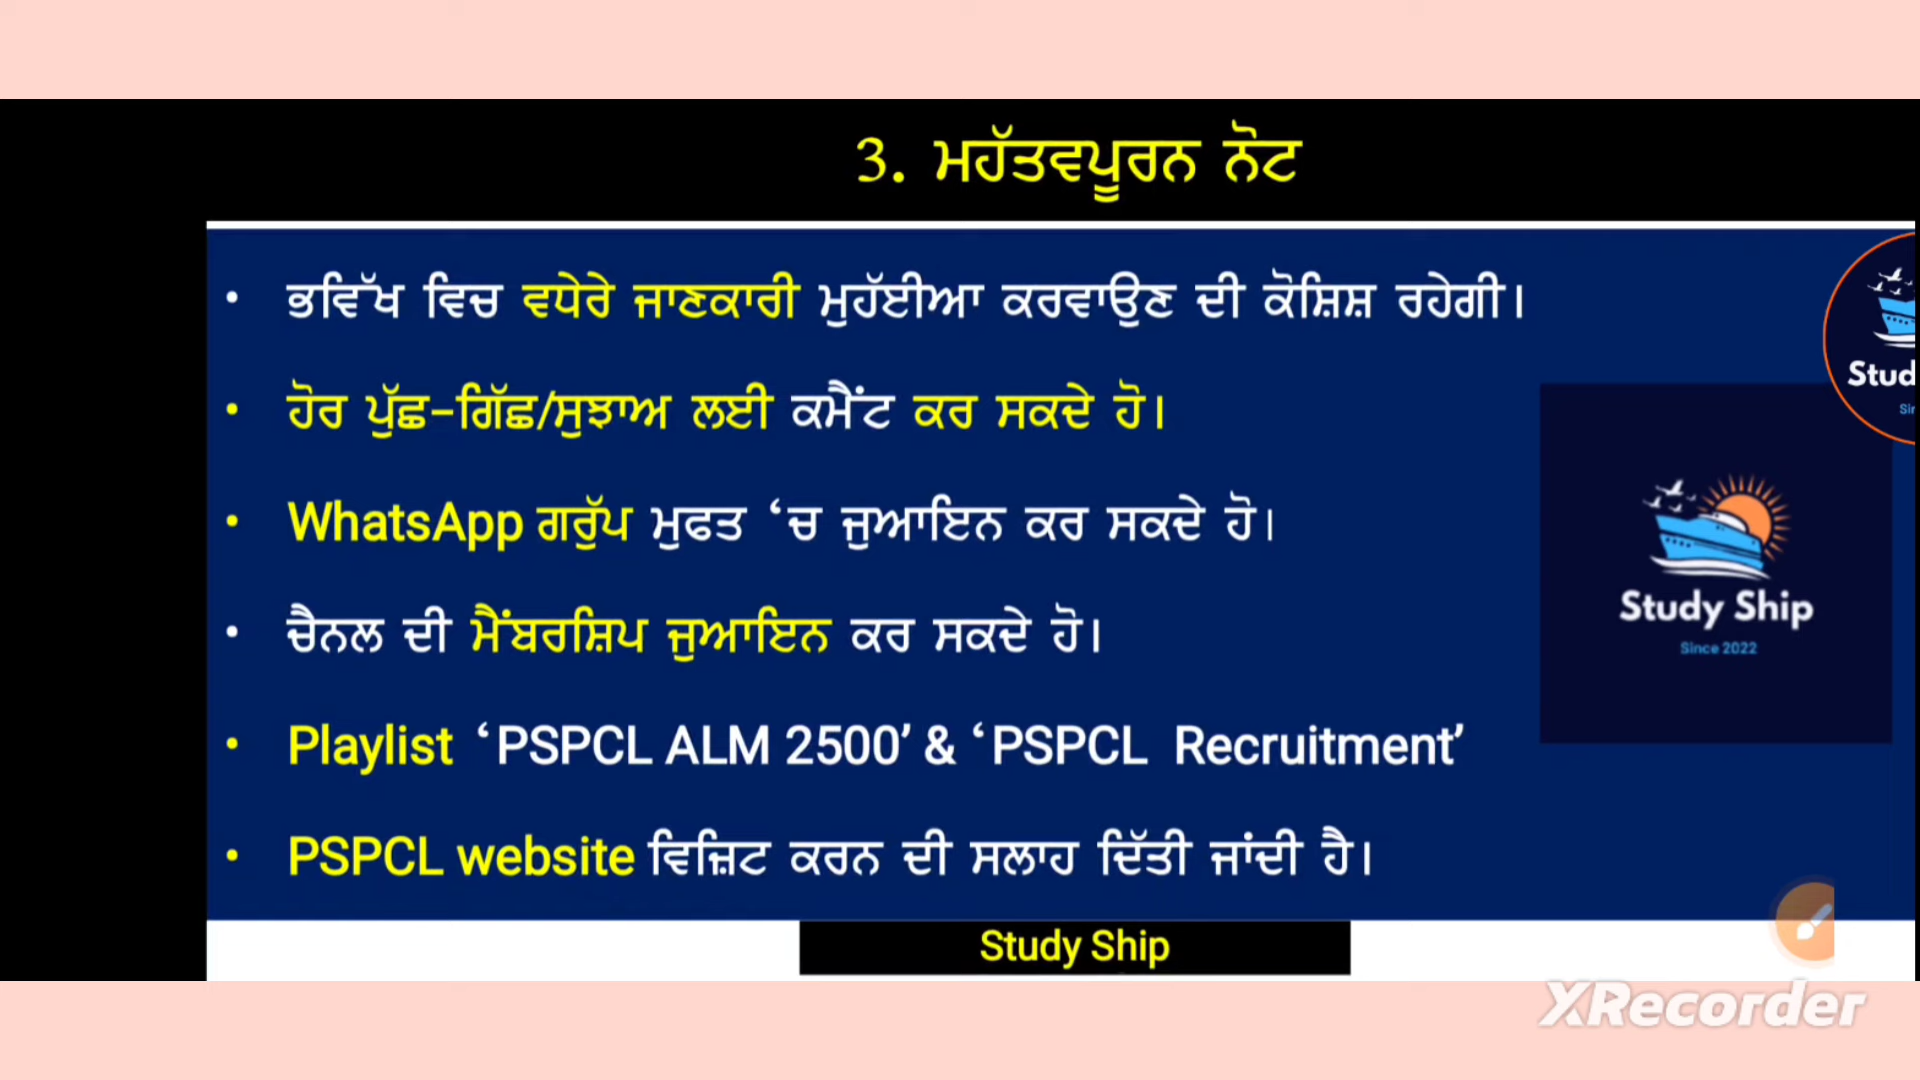 3. ਮਹੱਤਵਪੂਰਨ ਨੋਟ
• ਭਵਿੱਖ ਵਿਚ ਵਧੇਰੇ ਜਾਣਕਾਰੀ ਮੁਹੱਈਆ ਕਰਵਾਉਣ ਦੀ ਕੋਸ਼ਿਸ਼ ਰਹੇਗੀ।
• ਹੋਰ ਪੁੱਛ-ਗਿੱਛ/ਸੁਝਾਅ ਲਈ ਕਮੈਂਟ ਕਰ ਸਕਦੇ ਹੋ।
• WhatsApp ਗਰੁੱਪ ਮੁਫਤ ‘ਚ ਜੁਆਇਨ ਕਰ ਸਕਦੇ ਹੋ।
• ਚੈਨਲ ਦੀ ਮੈਂਬਰਸ਼ਿਪ ਜੁਆਇਨ ਕਰ ਸਕਦੇ ਹੋ।
• Playlist ‘PSPCL ALM 2500’ & ‘PSPCL Recruitment’
• PSPCL website ਵਿਜ਼ਿਟ ਕਰਨ ਦੀ ਸਲਾਹ ਦਿੱਤੀ ਜਾਂਦੀ ਹੈ।
Study Ship
Since 2022
Study Ship
XRecorder